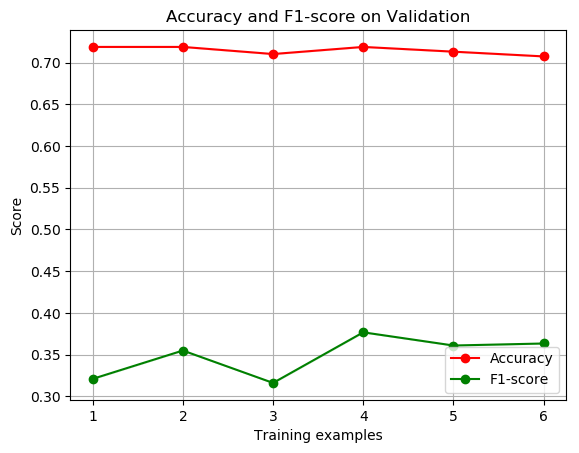 Accuracy and F1-score on Validation
0.70
0.65
0.60
0.55
0.50
0.45
0.40
0.35
0.30
Score
1 2 3 4 5 6
Training examples
Accuracy
F1-score